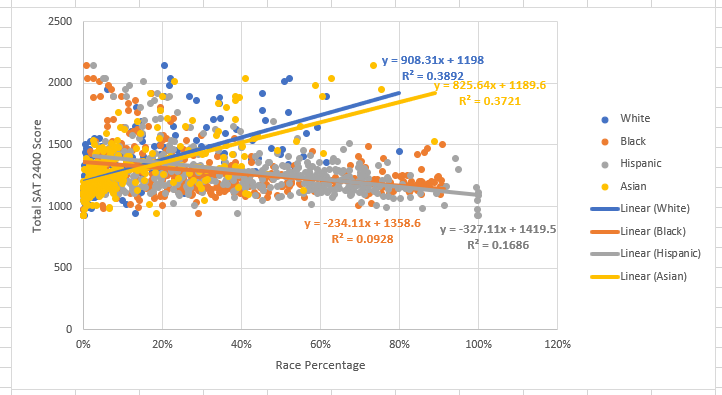 2500
2000
1500
1000
500
0
Total SAT 2400 Score
y = 908.31x + 1198
R² = 0.3892
y = 825.64x + 1189.6
R² = 0.3721
y = -234.11x + 1358.6
R² = 0.0928
y = -327.11x + 1419.5
R² = 0.1686
0% 20% 40% 60% 80% 100% 120%
Race Percentage
White
Black
Hispanic
Asian
Linear (White)
Linear (Black)
Linear (Hispanic)
Linear (Asian)